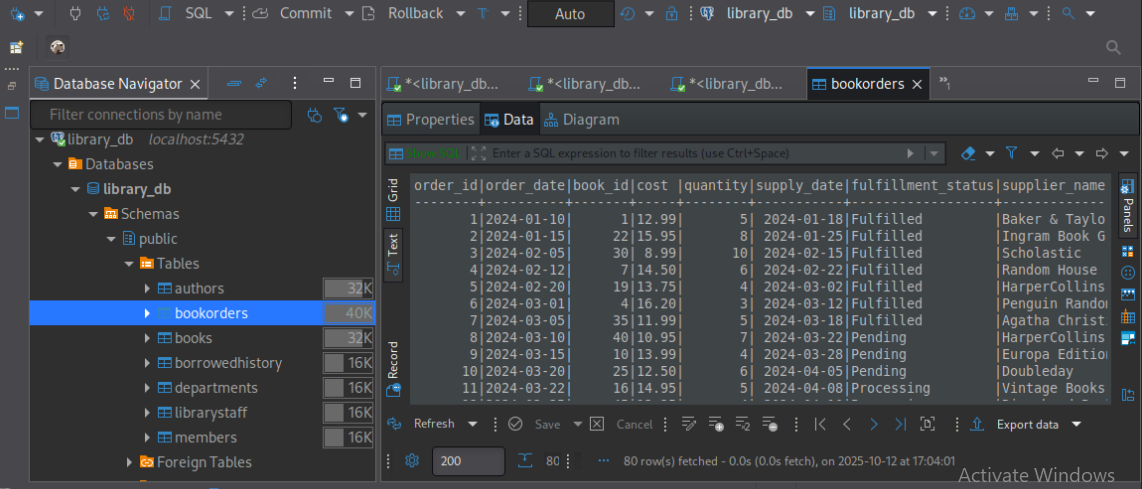 SQL Commit Rollback T Auto library_db library_db
Database Navigator
*<library_db... *<library_db... *<library_db... bookorders »1
Filter connections by name
Properties Data Diagram
library_db localhost:5432
Databases
library_db
Schemas
public
Tables
authors 32K
bookorders 40K
books 32K
borrowedhistory 16K
departments 16K
librarystaff 16K
members 16K
Foreign Tables
Show SQL Enter a SQL expression to filter results (use Ctrl+Space)
Grid
Text
Record
order_id|order_date|book_id|cost |quantity|supply_date|fulfillment_status|supplier_name
--------+----------+-------+-----+--------+-----------+------------------+-------------
1|2024-01-10| 1|12.99| 5| 2024-01-18|Fulfilled |Baker & Taylo
2|2024-01-15| 22|15.95| 8| 2024-01-25|Fulfilled |Ingram Book G
3|2024-02-05| 30| 8.99| 10| 2024-02-15|Fulfilled |Scholastic
4|2024-02-12| 7|14.50| 6| 2024-02-22|Fulfilled |Random House
5|2024-02-20| 19|13.75| 4| 2024-03-02|Fulfilled |HarperCollins
6|2024-03-01| 4|16.20| 3| 2024-03-12|Fulfilled |Penguin Rando
7|2024-03-05| 35|11.99| 5| 2024-03-18|Fulfilled |Agatha Christ
8|2024-03-10| 40|10.95| 7| 2024-03-22|Pending |HarperCollins
9|2024-03-15| 10|13.99| 4| 2024-03-28|Pending |Europa Editio
10|2024-03-20| 25|12.50| 6| 2024-04-05|Pending |Doubleday
11|2024-03-22| 16|14.95| 5| 2024-04-08|Processing |Vintage Books
Panels
Refresh Save Cancel Export data
200 80 80 row(s) fetched - 0.0s (0.0s fetch), on 2025-10-12 at 17:04:01
Activate Windows